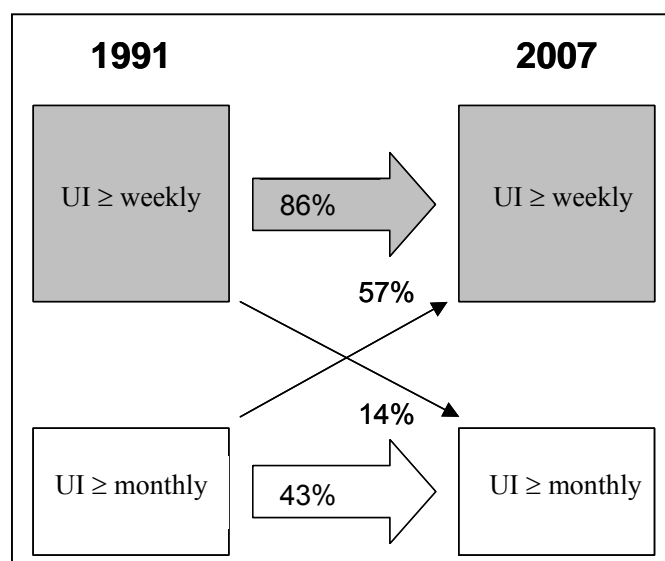 1991 2007
UI ≥ weekly UI ≥ weekly
86%
57%
14%
UI ≥ monthly UI ≥ monthly
43%